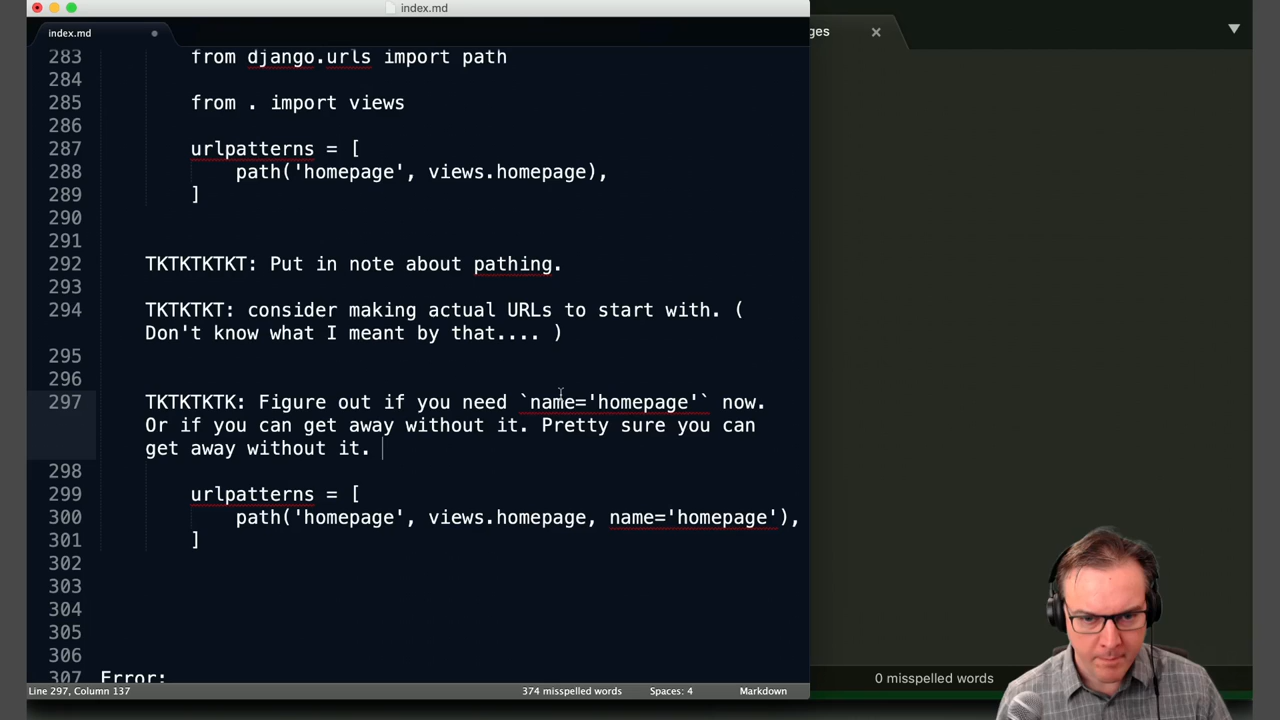 index.md
index.md
ges
283 from django.urls import path
284
285 from . import views
286
287 urlpatterns = [
288 path('homepage', views.homepage),
289 ]
290
291
292 TKTKTKTKT: Put in note about pathing.
293
294 TKTKTKT: consider making actual URLs to start with. (
Don't know what I meant by that.... )
295
296
297 TKTKTKTK: Figure out if you need `name='homepage'` now.
Or if you can get away without it. Pretty sure you can
get away without it.
298
299 urlpatterns = [
300 path('homepage', views.homepage, name='homepage'),
301 ]
302
303
304
305
306
307 Error:
Line 297, Column 137
374 misspelled words
Spaces: 4
Markdown
0 misspelled words